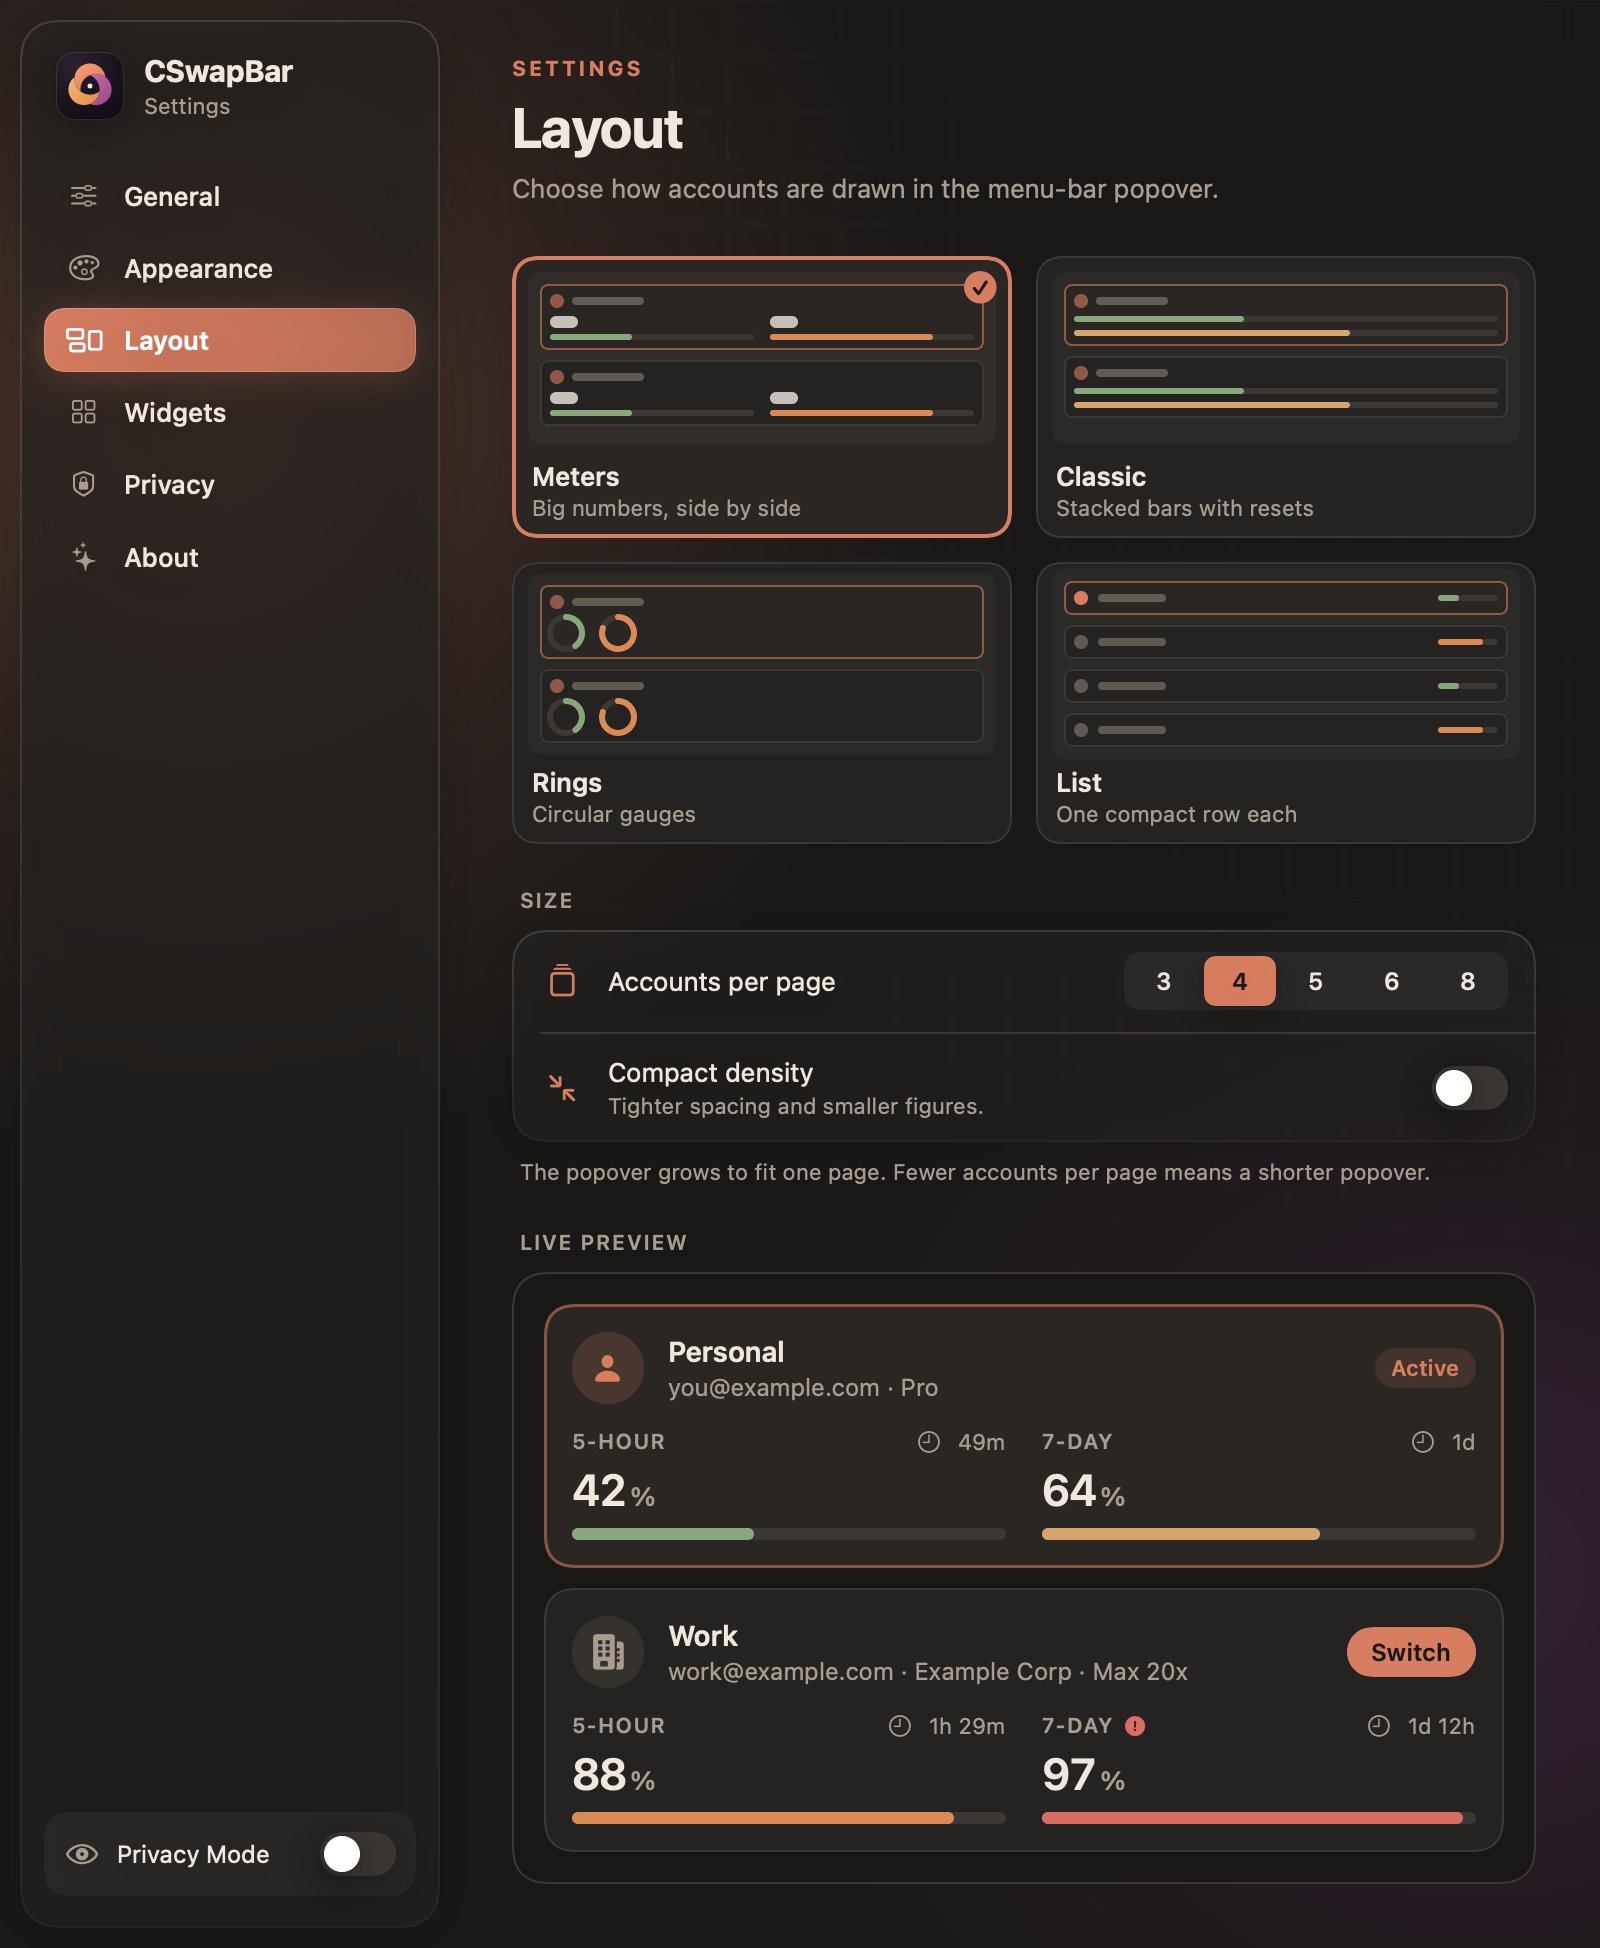 CSwapBar
Settings
General
Appearance
Layout
Widgets
Privacy
About
Privacy Mode
SETTINGS
Layout
Choose how accounts are drawn in the menu-bar popover.
Meters
Big numbers, side by side
Classic
Stacked bars with resets
Rings
Circular gauges
List
One compact row each
SIZE
Accounts per page
3 4 5 6 8
Compact density
Tighter spacing and smaller figures.
The popover grows to fit one page. Fewer accounts per page means a shorter popover.
LIVE PREVIEW
Personal
you@example.com · Pro
Active
5-HOUR 49m
42%
7-DAY 1d
64%
Work
work@example.com · Example Corp · Max 20x
Switch
5-HOUR 1h 29m
88%
7-DAY 1d 12h
97%